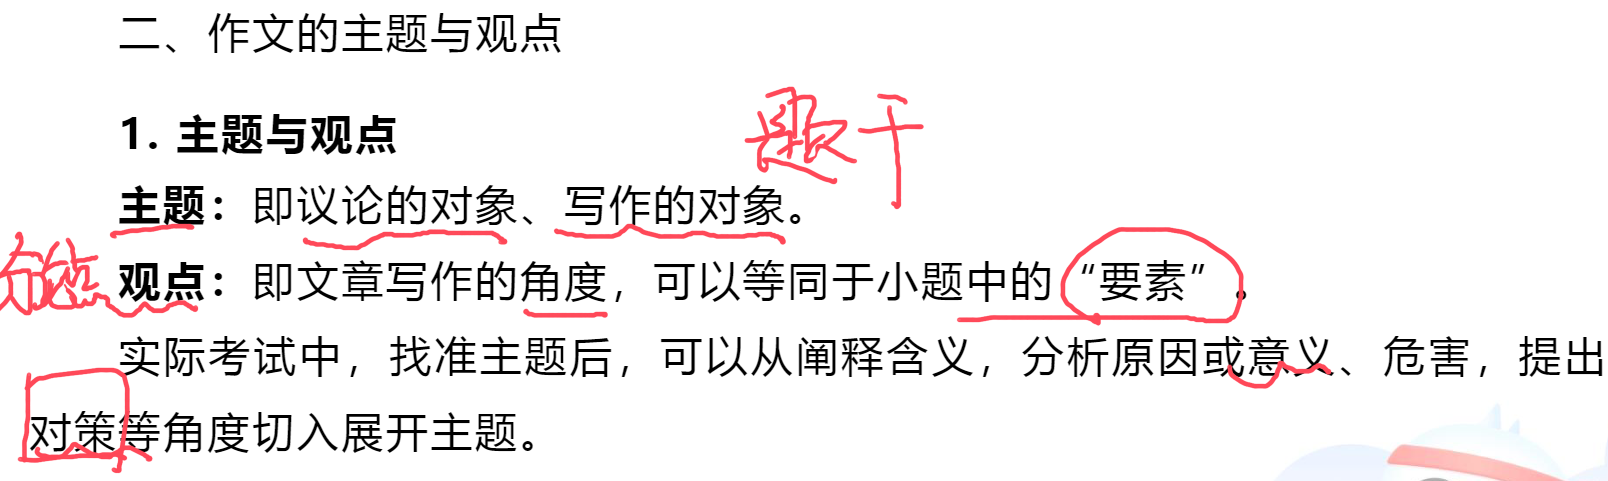 二、作文的主题与观点
题干
1. 主题与观点
主题：即议论的对象、写作的对象。
分论点
观点：即文章写作的角度，可以等同于小题中的“要素”。
实际考试中，找准主题后，可以从阐释含义，分析原因或意义、危害，提出
对策等角度切入展开主题。